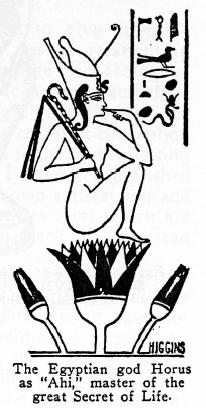 HIGGINS
The Egyptian god Horus
as "Ahi," master of the
great Secret of Life.